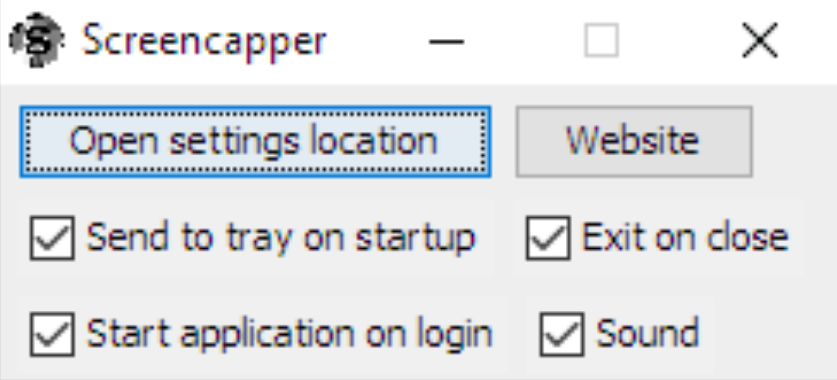 Screencapper
Open settings location Website
Send to tray on startup Exit on close
Start application on login Sound